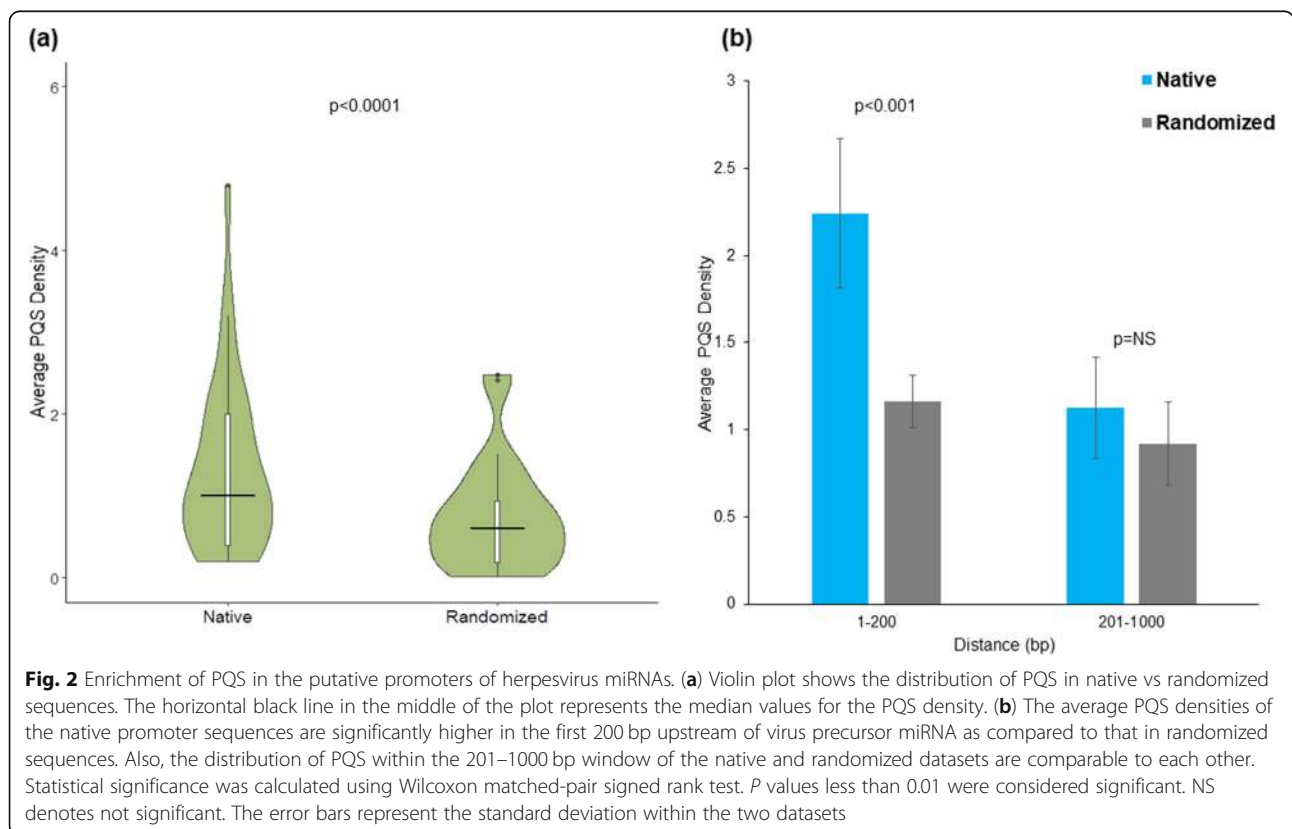 (a)
6
4
2
0
Average PQS Density
p<0.0001
Native
Randomized
(b)
3
2.5
2
1.5
1
0.5
0
Average PQS Density
Native
Randomized
p<0.001
p=NS
1-200
201-1000
Distance (bp)
Fig. 2 Enrichment of PQS in the putative promoters of herpesvirus miRNAs. (a) Violin plot shows the distribution of PQS in native vs randomized
sequences. The horizontal black line in the middle of the plot represents the median values for the PQS density. (b) The average PQS densities of
the native promoter sequences are significantly higher in the first 200 bp upstream of virus precursor miRNA as compared to that in randomized
sequences. Also, the distribution of PQS within the 201–1000 bp window of the native and randomized datasets are comparable to each other.
Statistical significance was calculated using Wilcoxon matched-pair signed rank test. P values less than 0.01 were considered significant. NS
denotes not significant. The error bars represent the standard deviation within the two datasets